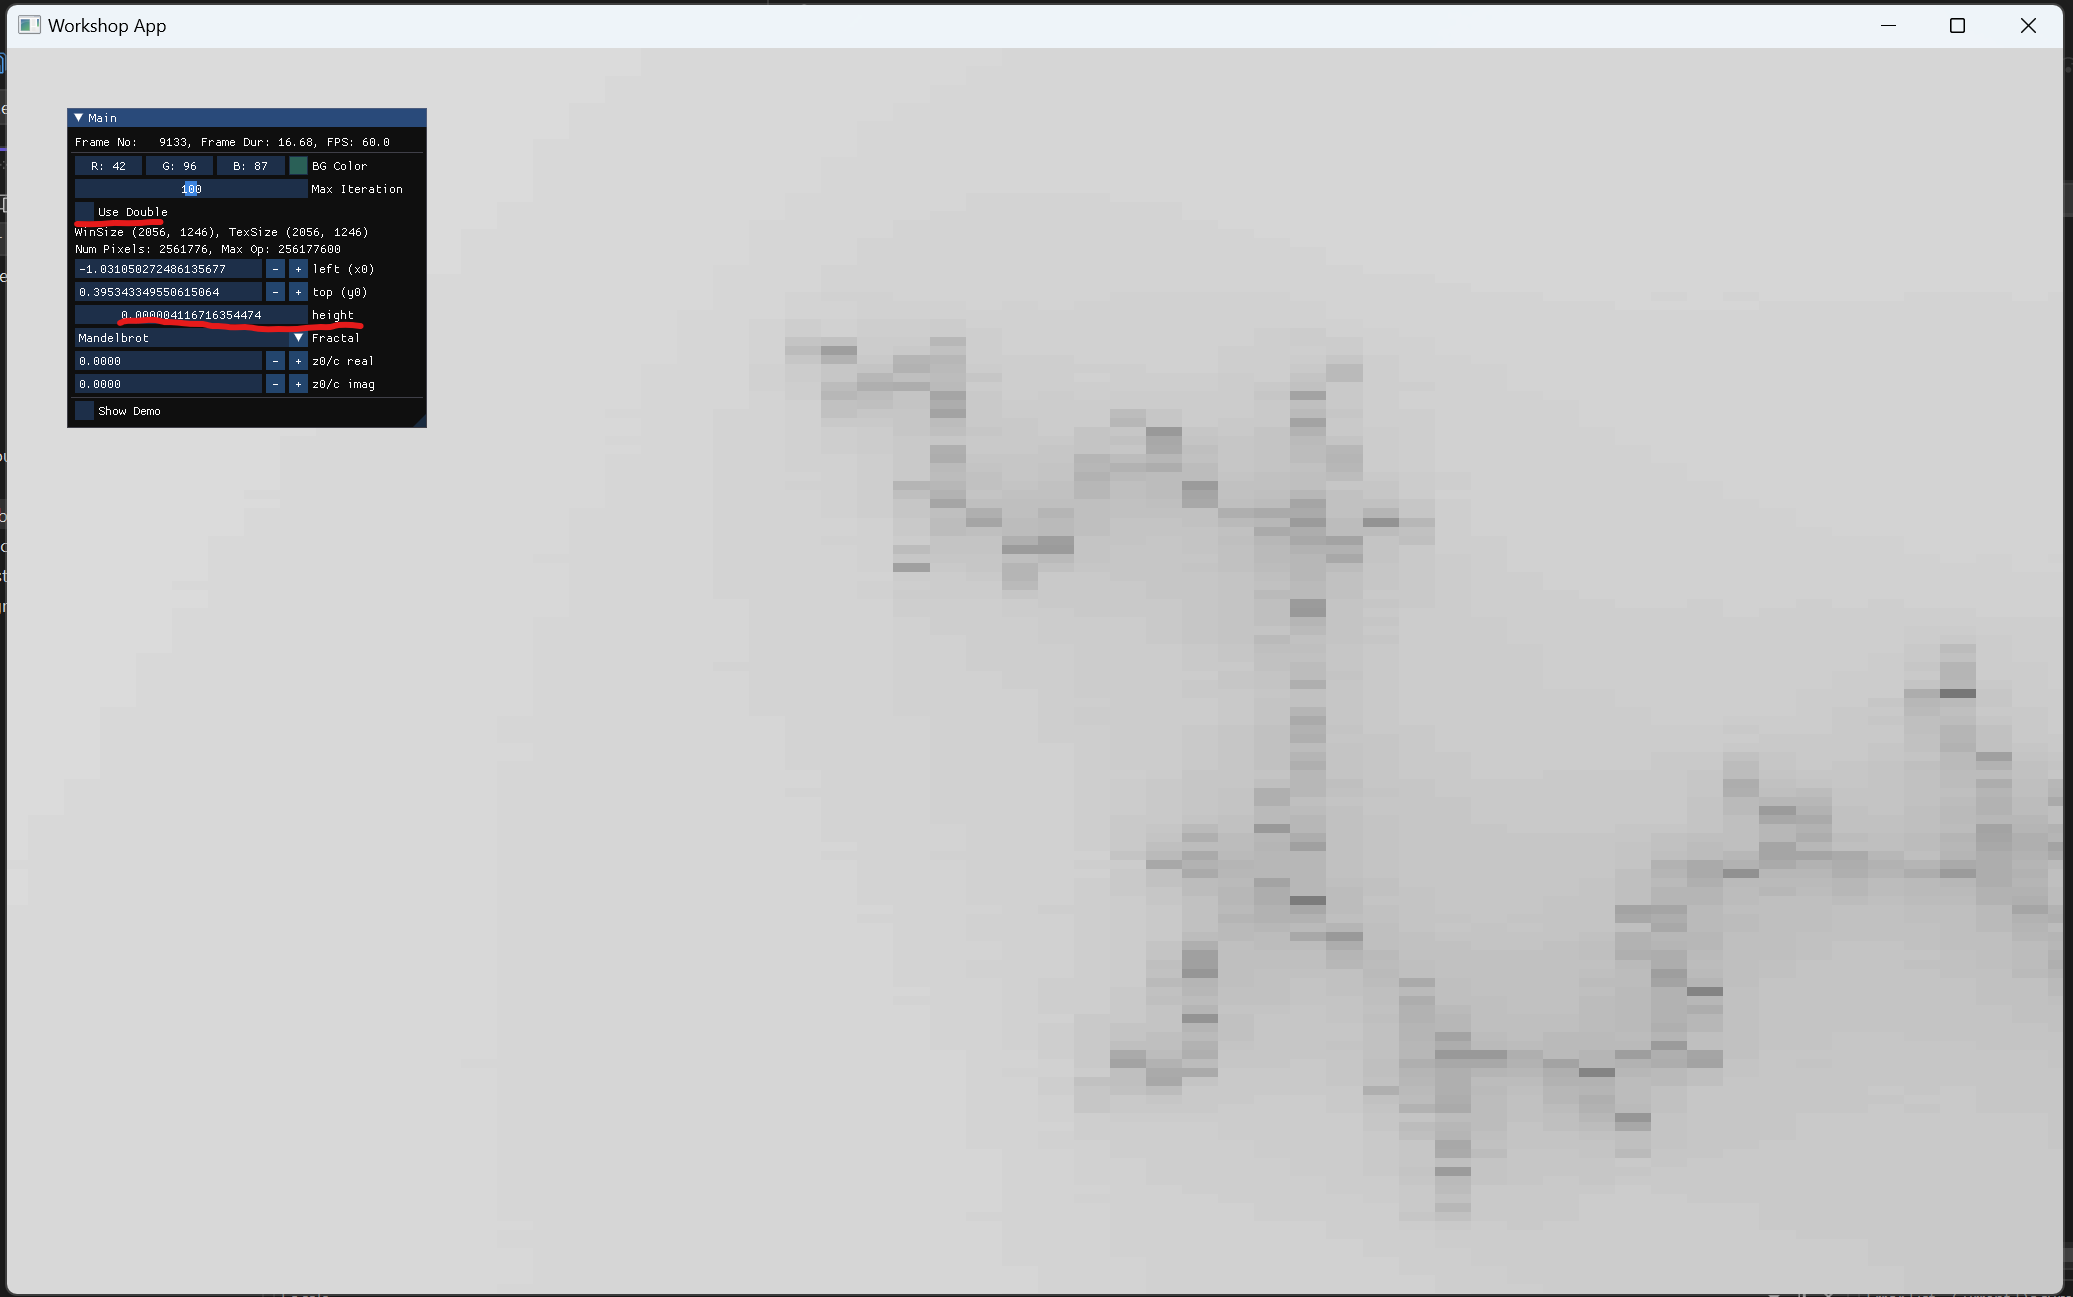 Workshop App
Main
Frame No: 9133, Frame Dur: 16.68, FPS: 60.0
R: 42 G: 96 B: 87 BG Color
100 Max Iteration
Use Double
WinSize (2056, 1246), TexSize (2056, 1246)
Num Pixels: 2561776, Max Op: 256177600
-1.031050272486135677 - + left (x0)
0.395343349550615064 - + top (y0)
0.000004116716354474 height
Mandelbrot Fractal
0.0000 - + z0/c real
0.0000 - + z0/c imag
Show Demo